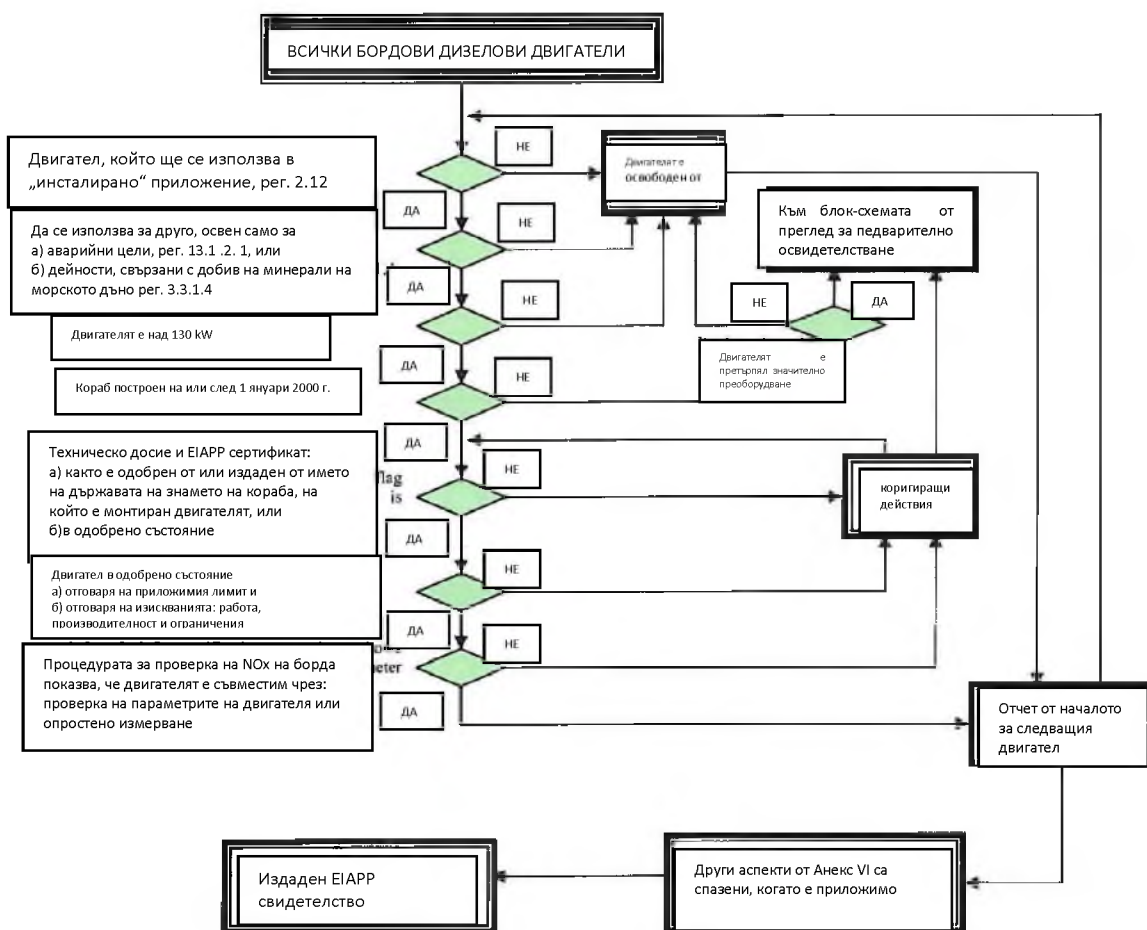 ВСИЧКИ БОРДОВИ ДИЗЕЛОВИ ДВИГАТЕЛИ
НЕ
Двигател, който ще се използва в
„инсталирано“ приложение, рег. 2.12
Двигателят е
освободен от
ДА
НЕ
Да се използва за друго, освен само за
а) аварийни цели, рег. 13.1 .2. 1, или
б) дейности, свързани с добив на минерали на
морското дъно рег. 3.3.1.4
Към блок-схемата от
преглед за педварително
освидетелстване
ДА
НЕ
НЕ
ДА
Двигателят е над 130 kW
ДА
НЕ
Двигателят е
претърпял значително
преоборудване
Кораб построен на или след 1 януари 2000 г.
ДА
НЕ
Техническо досие и EIAPP сертификат:
а) както е одобрен от или издаден от името
на държавата на знамето на кораба, на
който е монтиран двигателят, или
б)в одобрено състояние
flag
is
коригиращи
действия
ДА
НЕ
Двигател в одобрено състояние
а) отговаря на приложимия лимит и
б) отговаря на изискванията: работа,
производителност и ограничения
ДА
НЕ
Процедурата за проверка на NOx на борда
показва, че двигателят е съвместим чрез:
проверка на параметрите на двигателя или
опростено измерване
neter
ДА
Отчет от началото
за следващия
двигател
Други аспекти от Анекс VI са
спазени, когато е приложимо
Издаден EIAPP
свидетелство